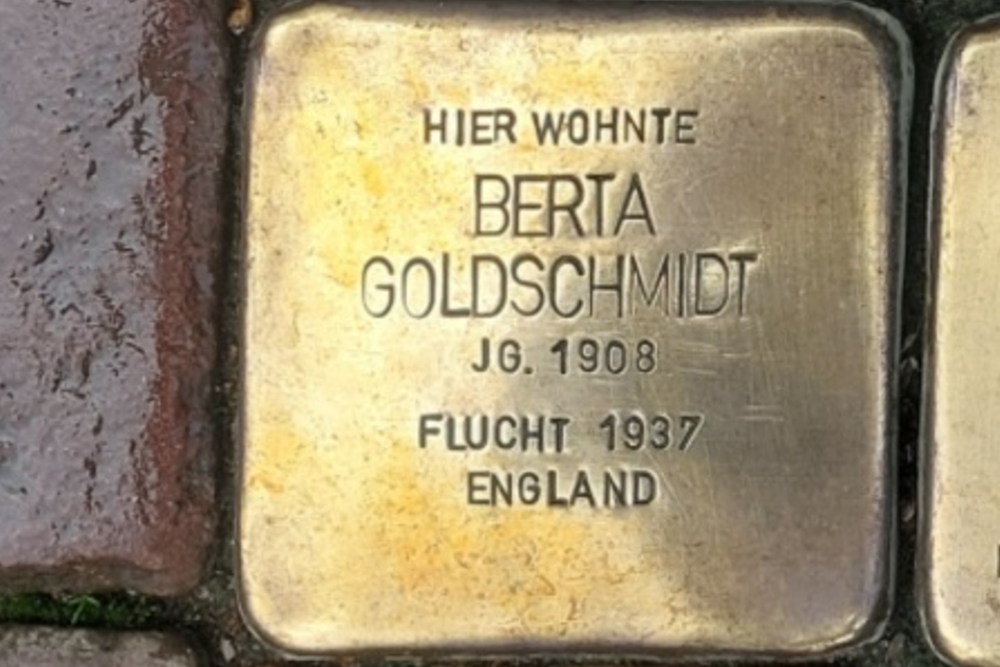 HIER WOHNTE
BERTA
GOLDSCHMIDT
JG. 1908
FLUCHT 1937
ENGLAND